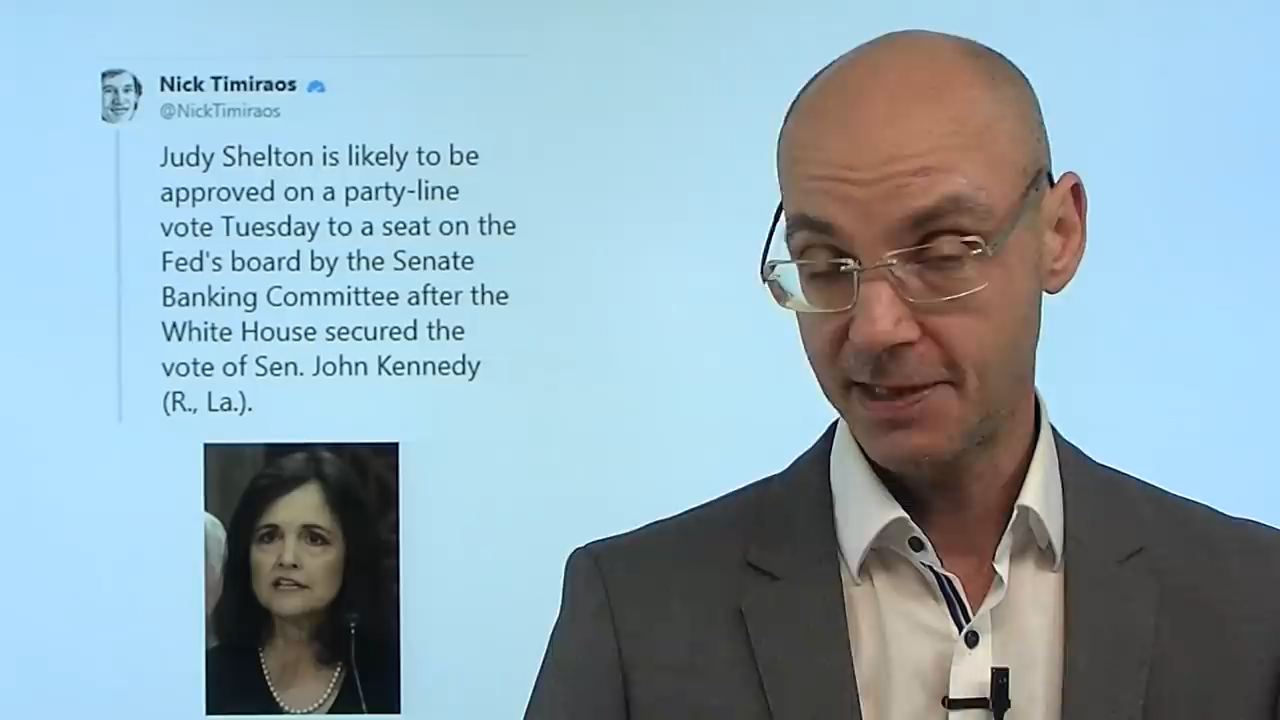 Nick Timiraos
@NickTimiraos
Judy Shelton is likely to be
approved on a party-line
vote Tuesday to a seat on the
Fed's board by the Senate
Banking Committee after the
White House secured the
vote of Sen. John Kennedy
(R., La.).